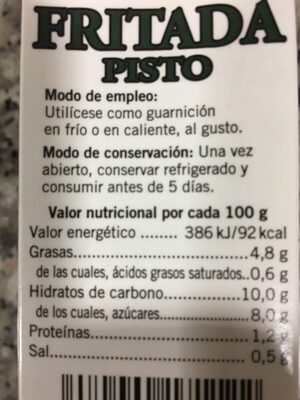 FRITADA
PISTO
Modo de empleo:
Utilícese como guarnición
en frío o en caliente, al gusto.
Modo de conservación: Una vez
abierto, conservar refrigerado y
consumir antes de 5 días.
Valor nutricional por cada 100 g
Valor energético ........ 386 kJ/92 kcal
Grasas..................................4,8 g
de las cuales, ácidos grasos saturados..0,6 g
Hidratos de carbono..............10,0 g
de los cuales, azúcares................8,0 g
Proteínas..............................1,2 g
Sal........................................0,5 g